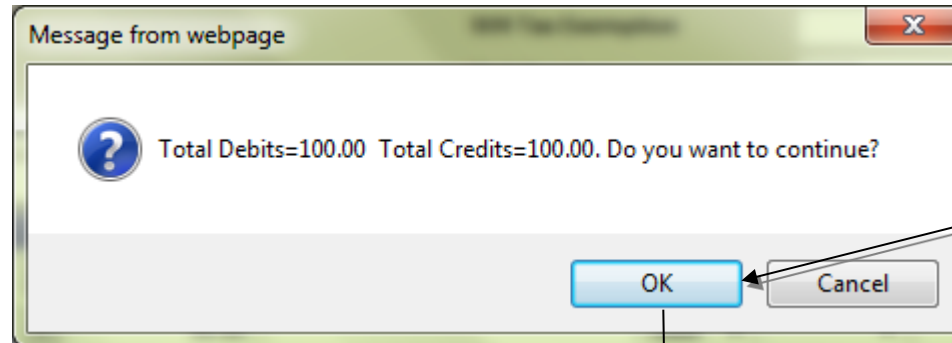 Message from webpage
Total Debits=100.00  Total Credits=100.00. Do you want to continue?
OK
Cancel